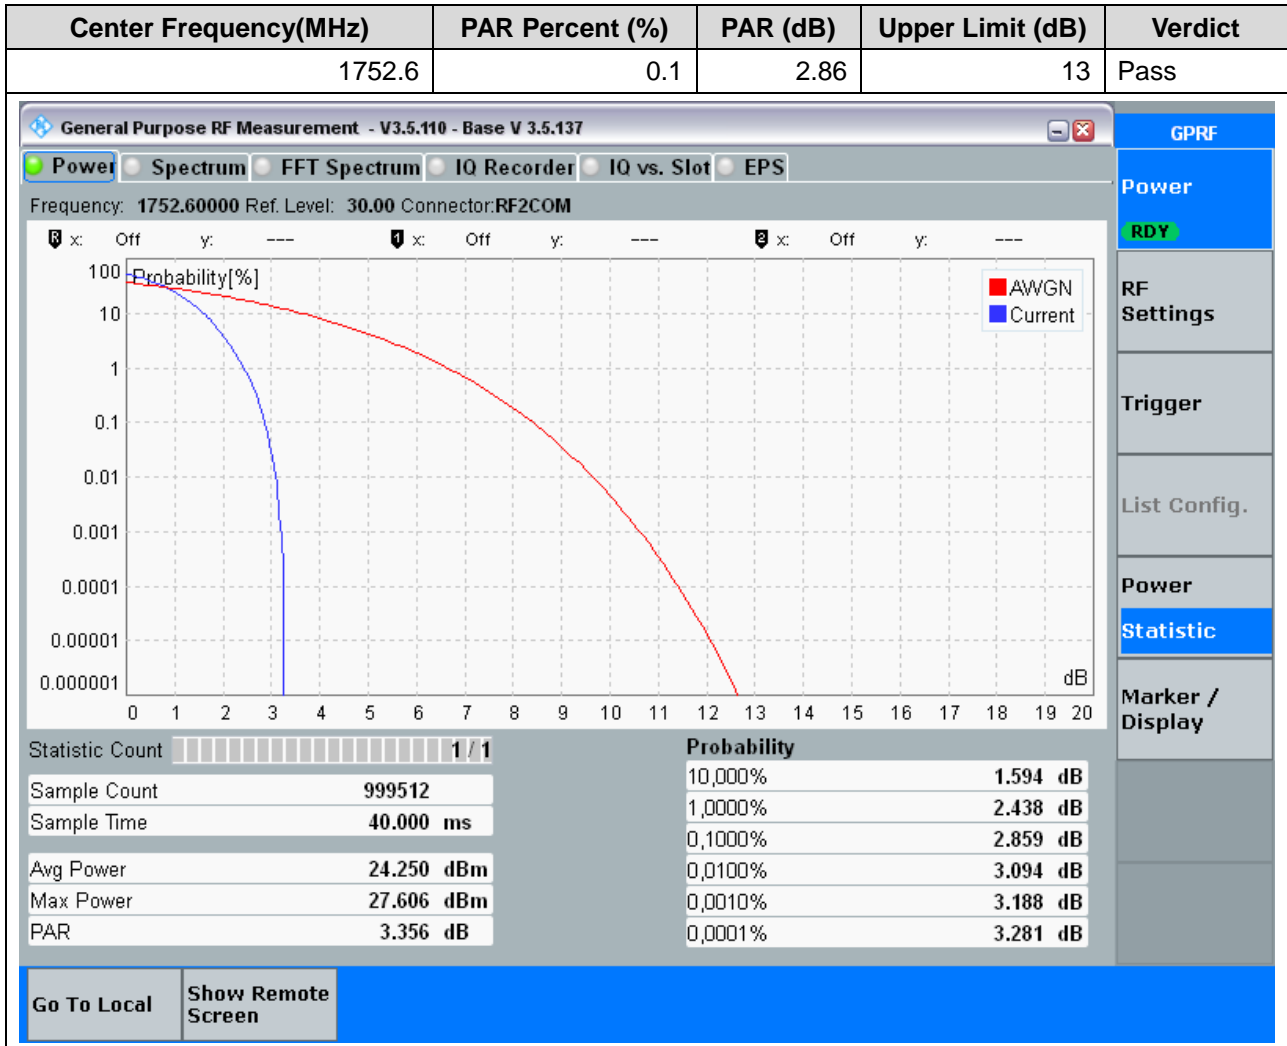 Center Frequency(MHz) PAR Percent (%) PAR (dB) Upper Limit (dB) Verdict
1752.6 0.1 2.86 13 Pass
General Purpose RF Measurement - V3.5.110 - Base V 3.5.137
GPRF
Power Spectrum FFT Spectrum IQ Recorder IQ vs. Slot EPS
Power
RDY
Frequency: 1752.60000 Ref. Level: 30.00 Connector:RF2COM
R x: Off y: --- 1 x: Off y: --- 2 x: Off y: ---
Probability[%]
AWGN
Current
100
10
1
0.1
0.01
0.001
0.0001
0.00001
0.000001
dB
0 1 2 3 4 5 6 7 8 9 10 11 12 13 14 15 16 17 18 19 20
RF
Settings
Trigger
List Config.
Power
Statistic
Marker /
Display
Statistic Count 1 / 1
Sample Count 999512
Sample Time 40.000 ms
Avg Power 24.250 dBm
Max Power 27.606 dBm
PAR 3.356 dB
Probability
10,000% 1.594 dB
1,0000% 2.438 dB
0,1000% 2.859 dB
0,0100% 3.094 dB
0,0010% 3.188 dB
0,0001% 3.281 dB
Go To Local
Show Remote
Screen